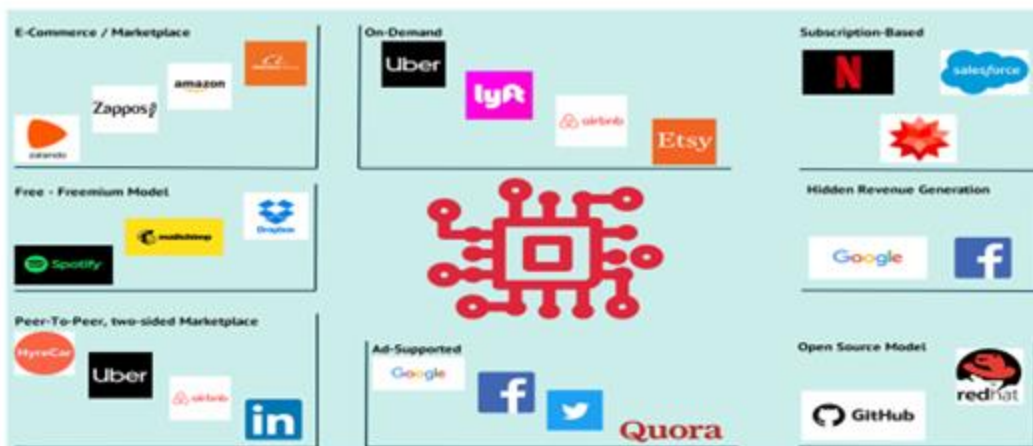 E-Commerce / Marketplace
amazon
Zappos
zalando
On-Demand
Uber
lyft
airbnb
Etsy
Subscription-Based
N
salesforce
Free - Freemium Model
Dropbox
mailchimp
Spotify
Hidden Revenue Generation
Google
f
Peer-To-Peer, two-sided Marketplace
HyreCar
Uber
airbnb
in
Ad-Supported
Google
f
Quora
Open Source Model
redhat
GitHub